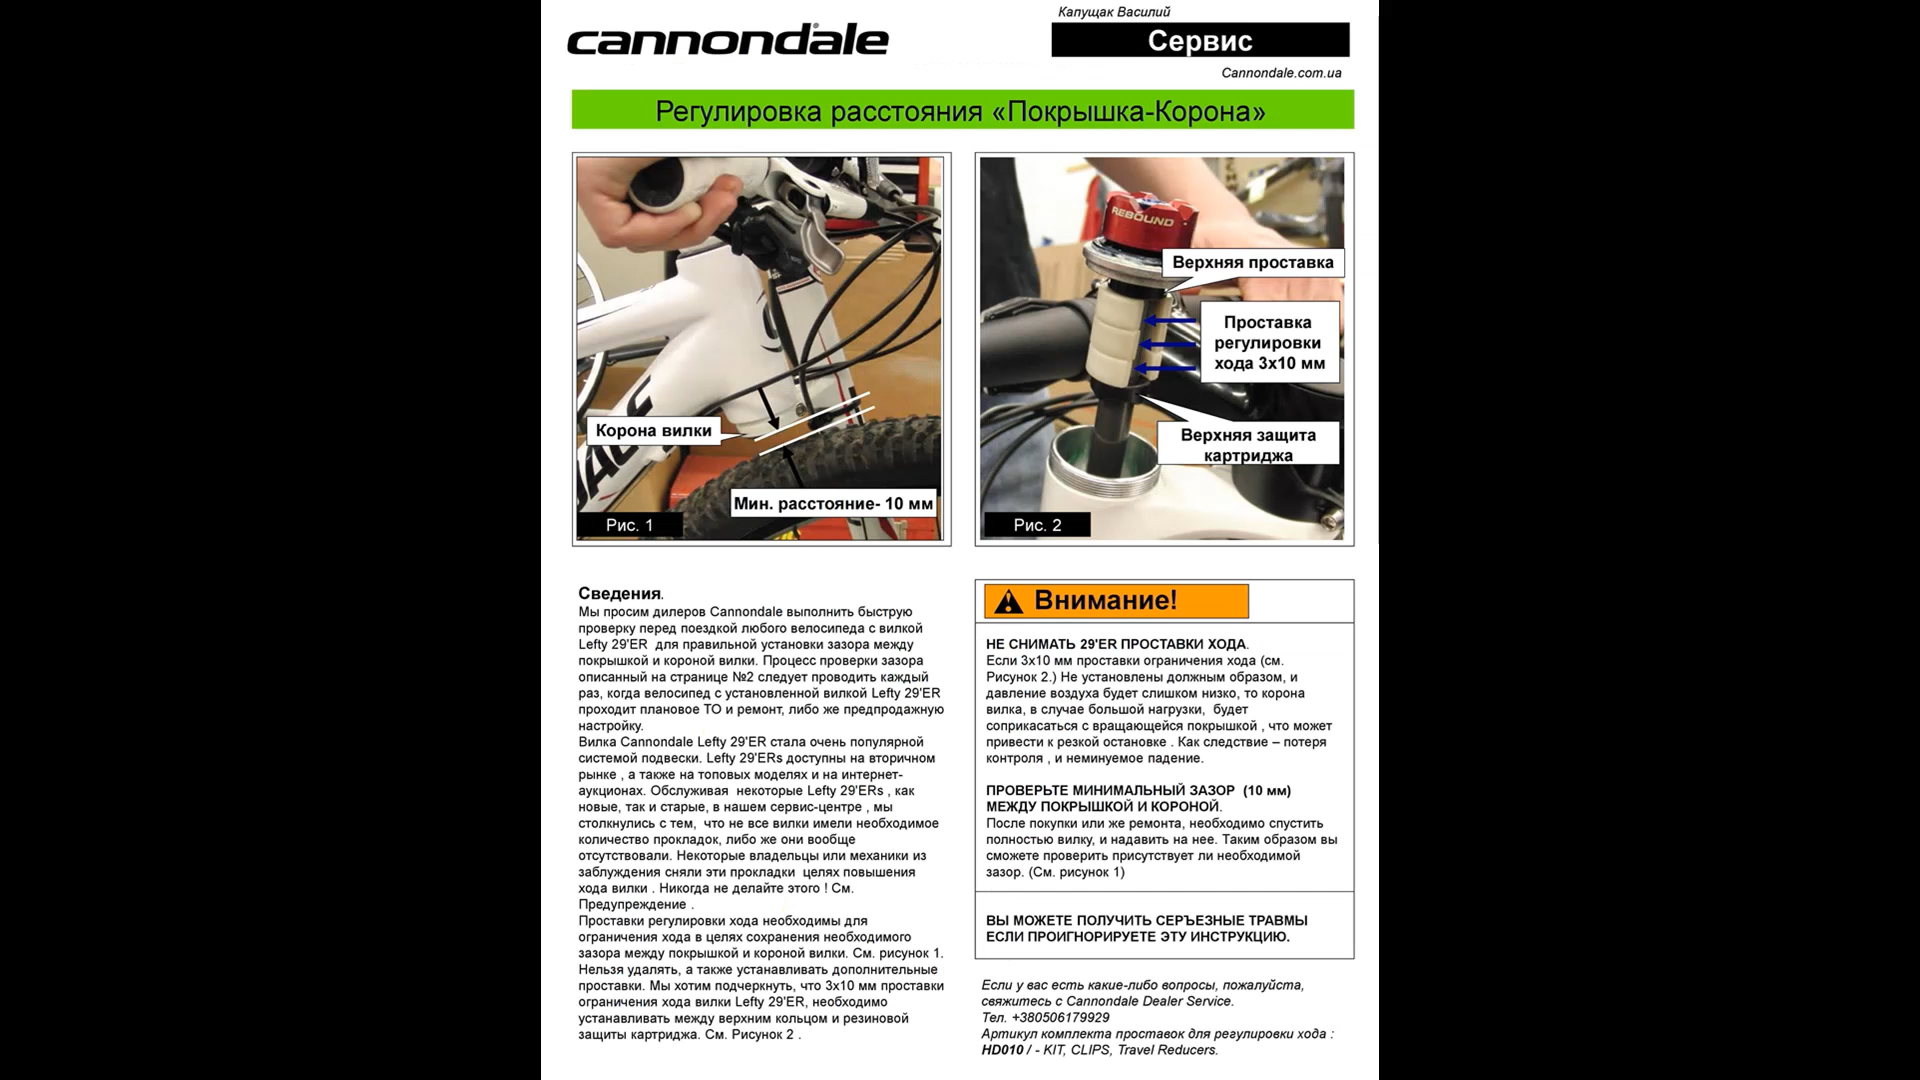 cannondale
Капущак Василий
Сервис
Cannondale.com.ua
Регулировка расстояния «Покрышка-Корона»
Корона вилки
Мин. расстояние- 10 мм
Рис. 1
REBOUND
Верхняя проставка
Проставка
регулировки
хода 3x10 мм
Верхняя защита
картриджа
Рис. 2
Сведения.
Мы просим дилеров Cannondale выполнить быструю
проверку перед поездкой любого велосипеда с вилкой
Lefty 29'ER для правильной установки зазора между
покрышкой и короной вилки. Процесс проверки зазора
описанный на странице №2 следует проводить каждый
раз, когда велосипед с установленной вилкой Lefty 29'ER
проходит плановое ТО и ремонт, либо же предпродажную
настройку.
Вилка Cannondale Lefty 29'ER стала очень популярной
системой подвески. Lefty 29'ERs доступны на вторичном
рынке , а также на топовых моделях и на интернет-
аукционах. Обслуживая некоторые Lefty 29'ERs , как
новые, так и старые, в нашем сервис-центре , мы
столкнулись с тем, что не все вилки имели необходимое
количество прокладок, либо же они вообще
отсутствовали. Некоторые владельцы или механики из
заблуждения сняли эти прокладки целях повышения
хода вилки . Никогда не делайте этого ! См.
Предупреждение .
Проставки регулировки хода необходимы для
ограничения хода в целях сохранения необходимого
зазора между покрышкой и короной вилки. См. рисунок 1.
Нельзя удалять, а также устанавливать дополнительные
проставки. Мы хотим подчеркнуть, что 3x10 мм проставки
ограничения хода вилки Lefty 29'ER, необходимо
устанавливать между верхним кольцом и резиновой
защиты картриджа. См. Рисунок 2 .
Внимание!
НЕ СНИМАТЬ 29'ER ПРОСТАВКИ ХОДА.
Если 3x10 мм проставки ограничения хода (см.
Рисунок 2.) Не установлены должным образом, и
давление воздуха будет слишком низко, то корона
вилка, в случае большой нагрузки, будет
соприкасаться с вращающейся покрышкой , что может
привести к резкой остановке . Как следствие – потеря
контроля , и неминуемое падение.
ПРОВЕРЬТЕ МИНИМАЛЬНЫЙ ЗАЗОР (10 мм)
МЕЖДУ ПОКРЫШКОЙ И КОРОНОЙ.
После покупки или же ремонта, необходимо спустить
полностью вилку, и надавить на нее. Таким образом вы
сможете проверить присутствует ли необходимой
зазор. (См. рисунок 1)
ВЫ МОЖЕТЕ ПОЛУЧИТЬ СЕРЪЕЗНЫЕ ТРАВМЫ
ЕСЛИ ПРОИГНОРИРУЕТЕ ЭТУ ИНСТРУКЦИЮ.
Если у вас есть какие-либо вопросы, пожалуйста,
свяжитесь с Cannondale Dealer Service.
Тел. +380506179929
Артикул комплекта проставок для регулировки хода :
HD010 / - KIT, CLIPS, Travel Reducers.